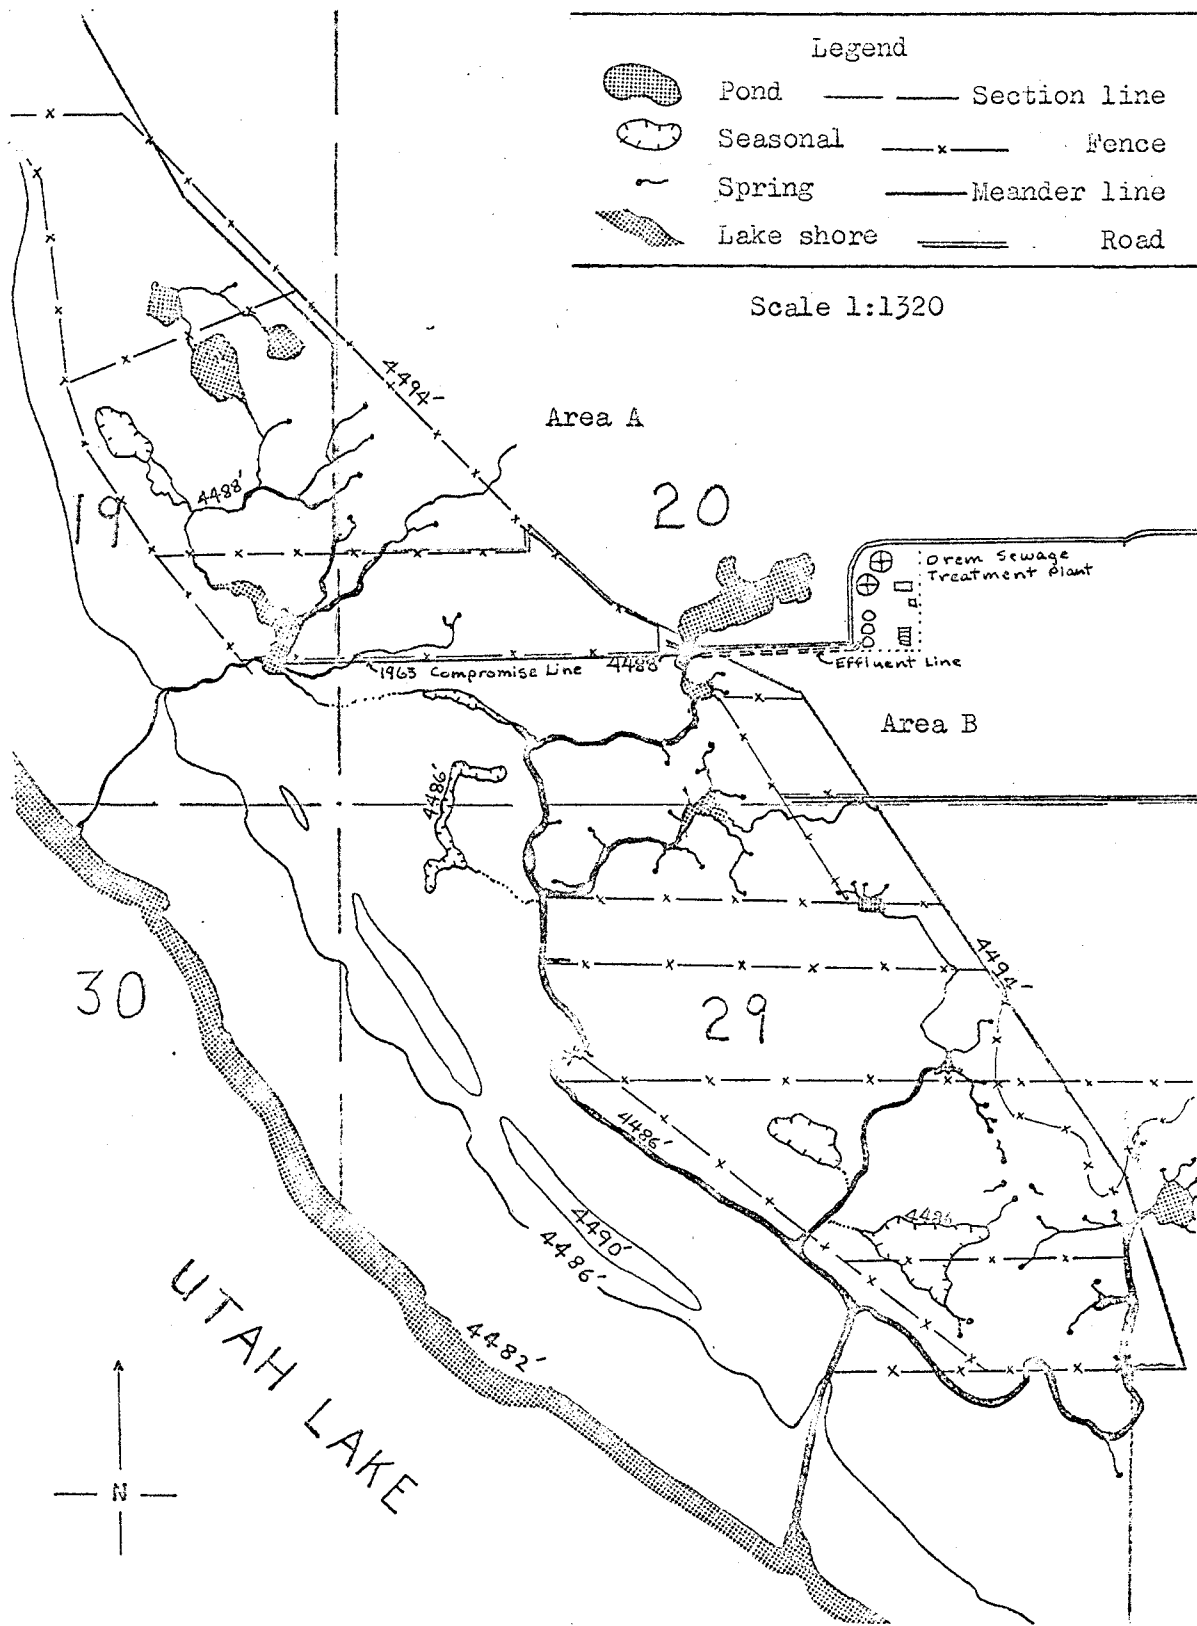 Legend
Pond
Section line
Seasonal
Fence
Spring
Meander line
Lake shore
Road
Scale 1:1320
4494-
Area A
4488'
19
20
Orem Sewage
Treatment Plant
1963 Compromise Line
4488'
Effluent Line
Area B
4486'
4494-
30
29
4486'
4486
4490'
4486'
UTAH LAKE
4482'
N